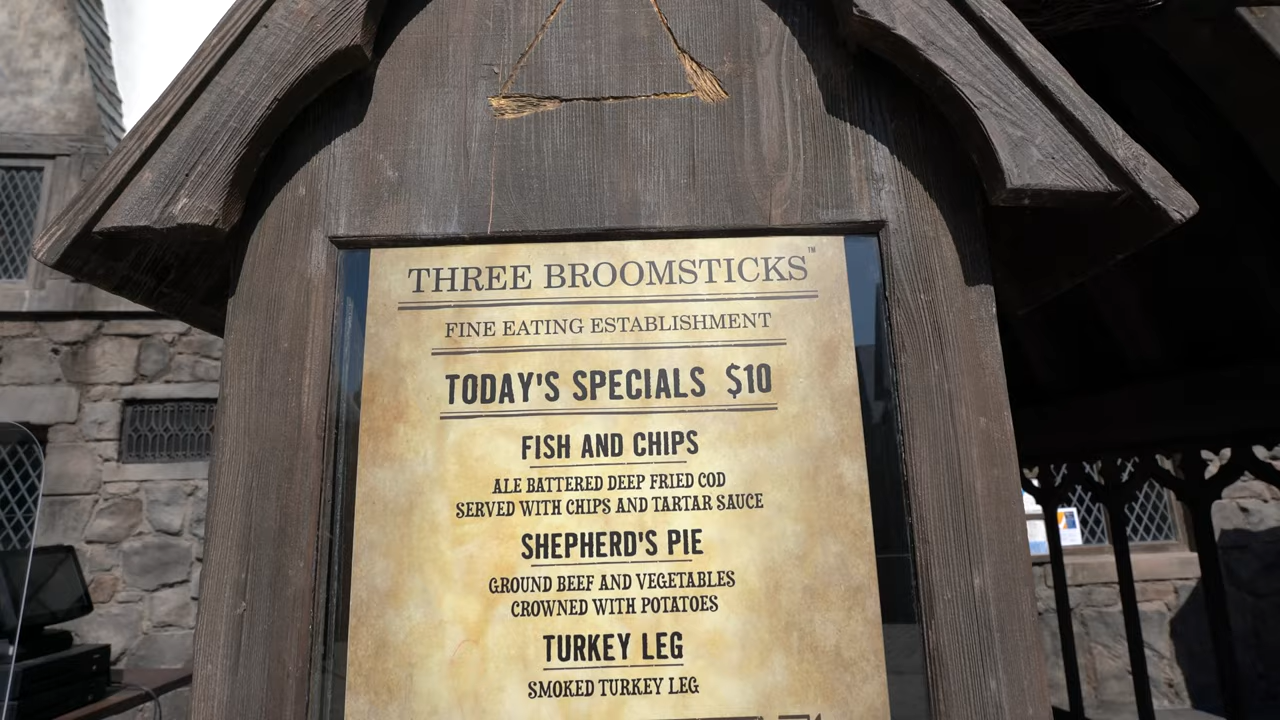 THREE BROOMSTICKS™
FINE EATING ESTABLISHMENT
TODAY'S SPECIALS $10
FISH AND CHIPS
ALE BATTERED DEEP FRIED COD
SERVED WITH CHIPS AND TARTAR SAUCE
SHEPHERD'S PIE
GROUND BEEF AND VEGETABLES
CROWNED WITH POTATOES
TURKEY LEG
SMOKED TURKEY LEG